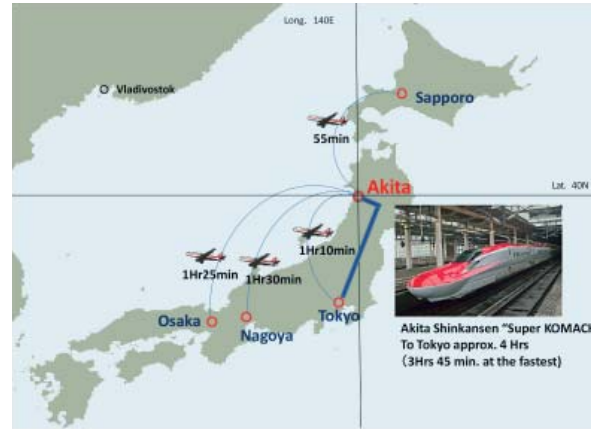 Long. 140E
Vladivostok
Sapporo
55min
Akita
Lat. 40N
1Hr10min
1Hr25min
1Hr30min
Osaka
Nagoya
Tokyo
Akita Shinkansen "Super KOMACH
To Tokyo approx. 4 Hrs
(3Hrs 45 min. at the fastest)